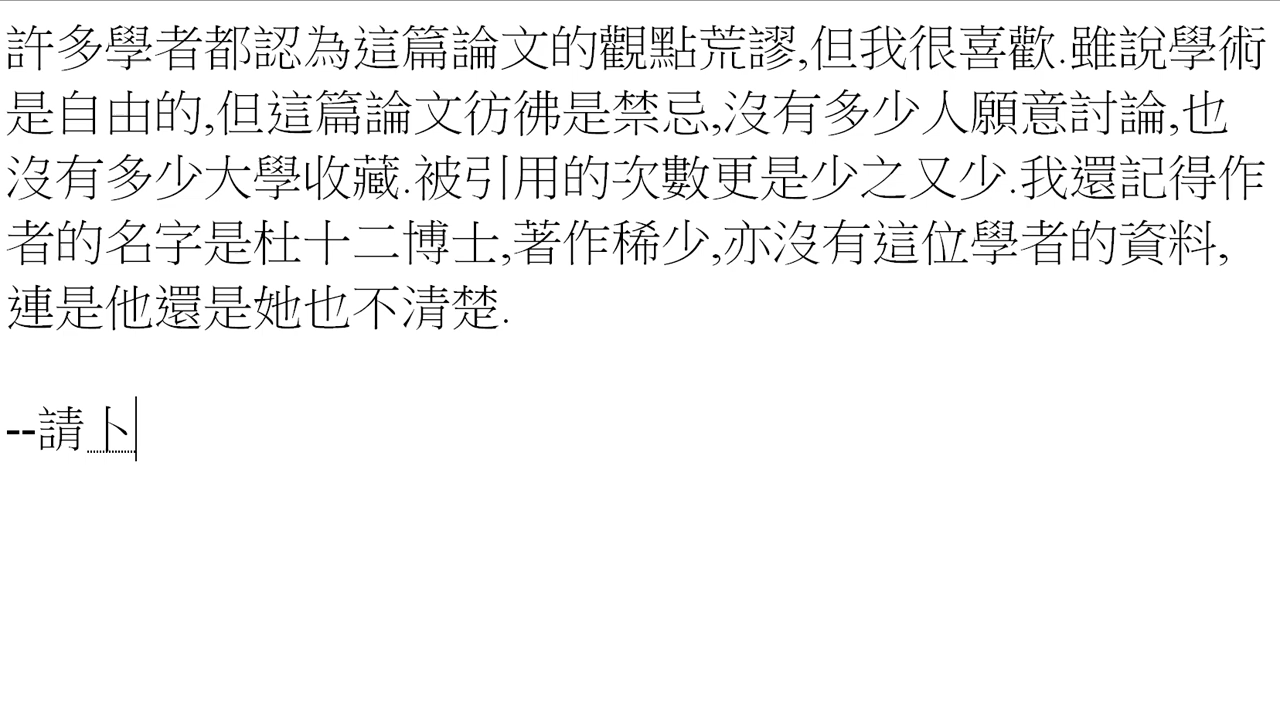 許多學者都認為這篇論文的觀點荒謬,但我很喜歡.雖說學術
是自由的,但這篇論文彷彿是禁忌,沒有多少人願意討論,也
沒有多少大學收藏.被引用的次數更是少之又少.我還記得作
者的名字是杜十二博士,著作稀少,亦沒有這位學者的資料,
連是他還是她也不清楚.
--請卜